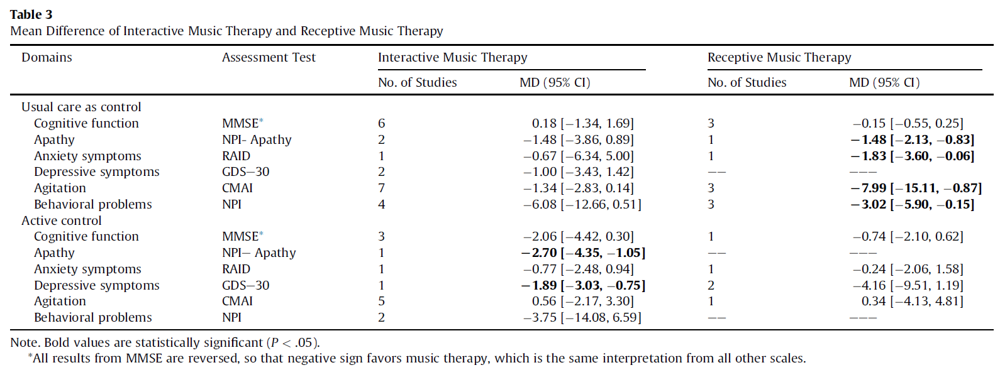 Table 3
Mean Difference of Interactive Music Therapy and Receptive Music Therapy
Domains Assessment Test Interactive Music Therapy Receptive Music Therapy
No. of Studies MD (95% CI) No. of Studies MD (95% CI)
Usual care as control
Cognitive function MMSE* 6 0.18 [−1.34, 1.69] 3 −0.15 [−0.55, 0.25]
Apathy NPI- Apathy 2 −1.48 [−3.86, 0.89] 1 −1.48 [−2.13, −0.83]
Anxiety symptoms RAID 1 −0.67 [−6.34, 5.00] 1 −1.83 [−3.60, −0.06]
Depressive symptoms GDS−30 2 −1.00 [−3.43, 1.42] −− −−−
Agitation CMAI 7 −1.34 [−2.83, 0.14] 3 −7.99 [−15.11, −0.87]
Behavioral problems NPI 4 −6.08 [−12.66, 0.51] 3 −3.02 [−5.90, −0.15]
Active control
Cognitive function MMSE* 3 −2.06 [−4.42, 0.30] 1 −0.74 [−2.10, 0.62]
Apathy NPI− Apathy 1 −2.70 [−4.35, −1.05] −− −−−
Anxiety symptoms RAID 1 −0.77 [−2.48, 0.94] 1 −0.24 [−2.06, 1.58]
Depressive symptoms GDS−30 1 −1.89 [−3.03, −0.75] 2 −4.16 [−9.51, 1.19]
Agitation CMAI 5 0.56 [−2.17, 3.30] 1 0.34 [−4.13, 4.81]
Behavioral problems NPI 2 −3.75 [−14.08, 6.59] −− −−−
Note. Bold values are statistically significant (P < .05).
*All results from MMSE are reversed, so that negative sign favors music therapy, which is the same interpretation from all other scales.